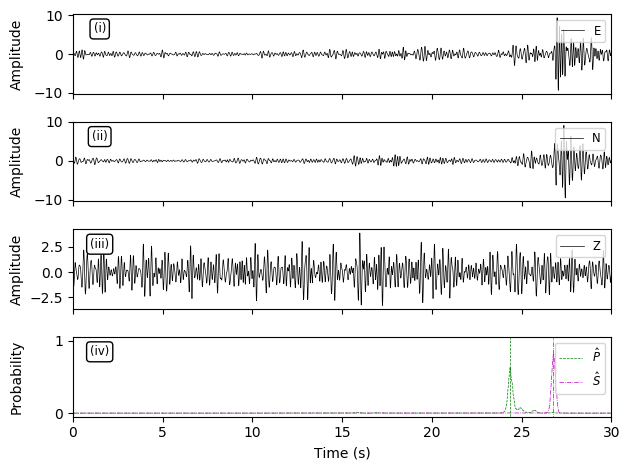 10
0
−10
Amplitude
(i)
E
10
0
−10
Amplitude
(ii)
N
2.5
0.0
−2.5
Amplitude
(iii)
Z
1
0
Probability
(iv)
P̂
Ŝ
0 5 10 15 20 25 30
Time (s)